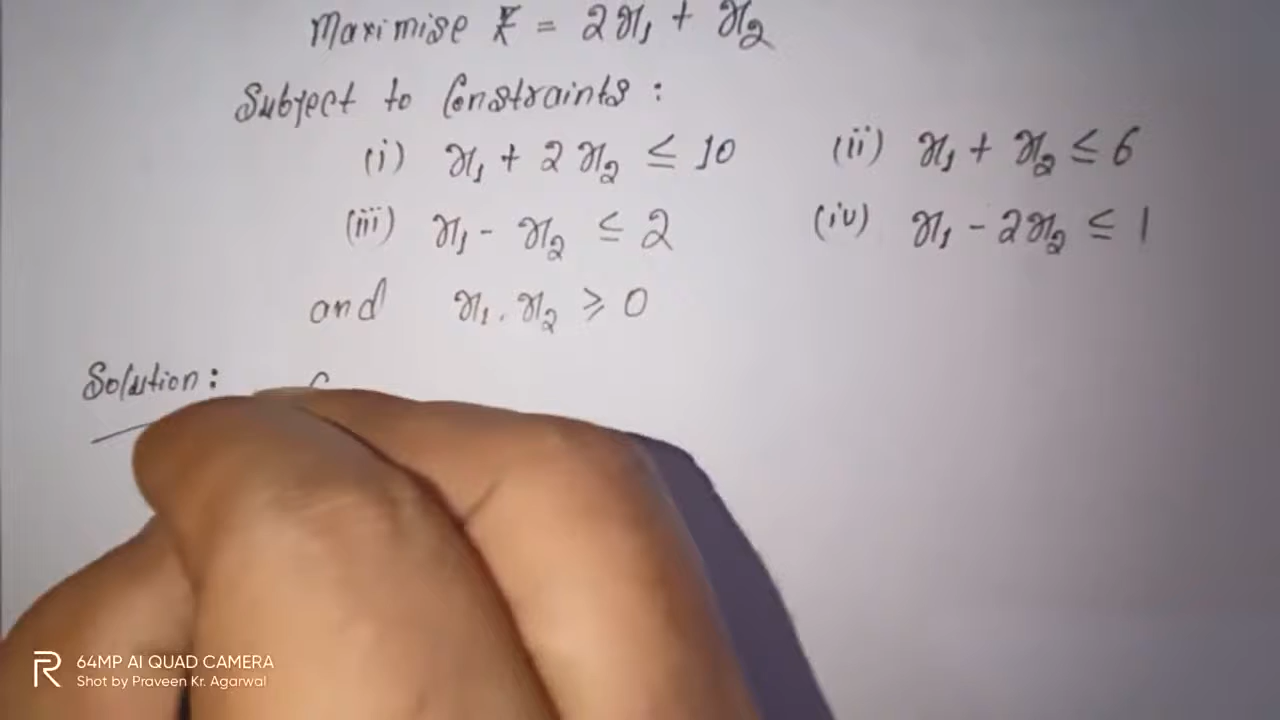 Maximise Z = 2x₁ + x₂
Subject to Constraints :
(i) x₁ + 2x₂ ≤ 10 (ii) x₁ + x₂ ≤ 6
(iii) x₁ - x₂ ≤ 2 (iv) x₁ - 2x₂ ≤ 1
and x₁, x₂ ≥ 0
Solution :
64MP AI QUAD CAMERA
Shot by Praveen Kr. Agarwal